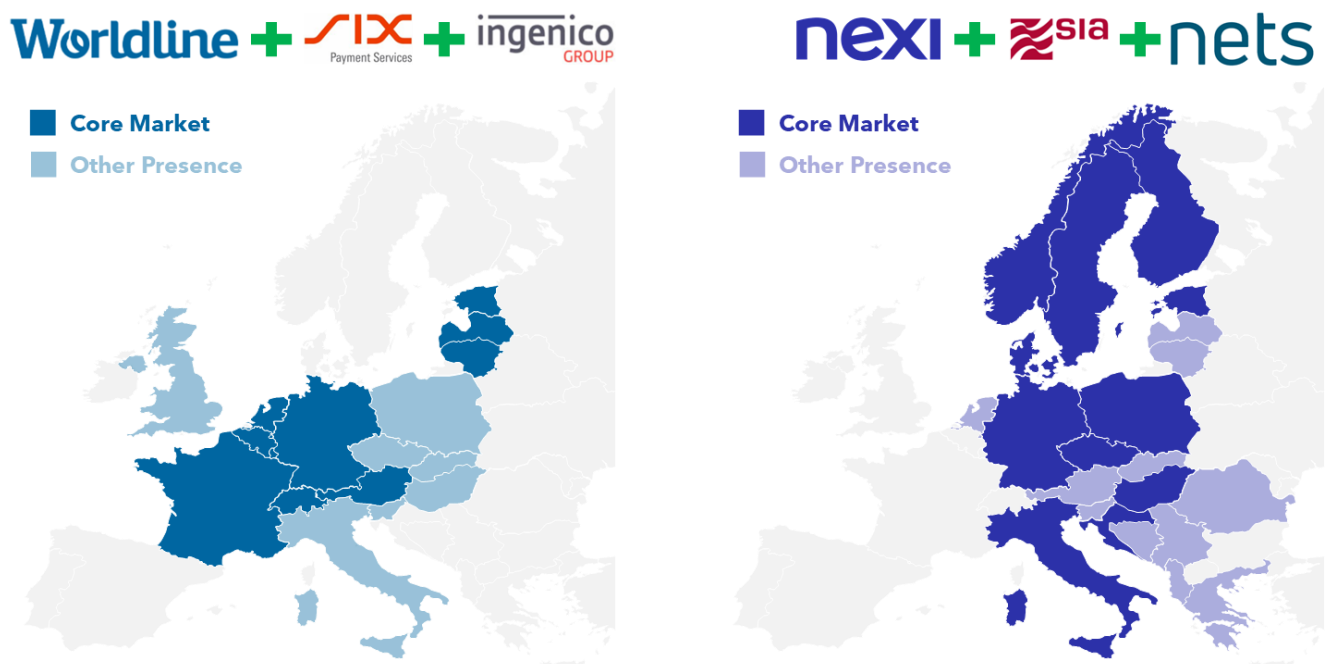 Worldline + SIX Payment Services + ingenico GROUP
Core Market
Other Presence
nexi + sia + nets
Core Market
Other Presence